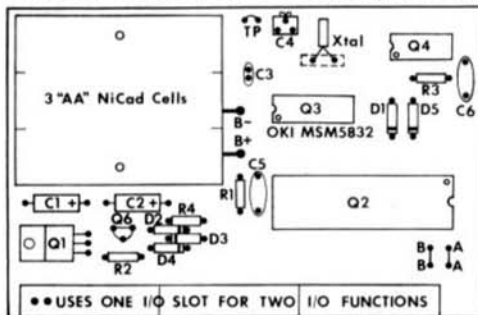 TP
C4
Xtal
Q4
C3
R3
C6
3 "AA" NiCad Cells
B-
B+
Q3
OKI MSM5832
D1
D5
C5
R1
Q2
C1 +
C2 +
Q6
D2
R4
Q1
D3
D4
R2
B A
B A
•• USES ONE I/O SLOT FOR TWO I/O FUNCTIONS